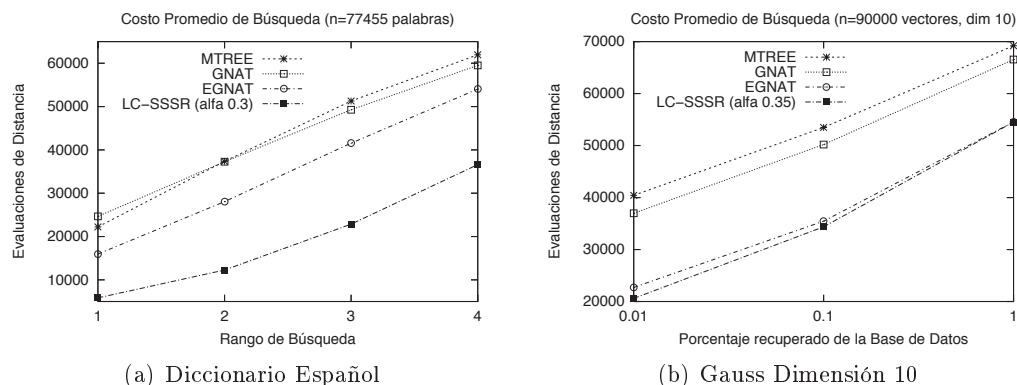 Costo Promedio de Búsqueda (n=77455 palabras)
Evaluaciones de Distancia
60000
50000
40000
30000
20000
10000
MTREE
GNAT
EGNAT
LC−SSSR (alfa 0.3)
1
2
3
4
Rango de Búsqueda
(a) Diccionario Español
Costo Promedio de Búsqueda (n=90000 vectores, dim 10)
Evaluaciones de Distancia
70000
60000
50000
40000
30000
20000
MTREE
GNAT
EGNAT
LC−SSSR (alfa 0.35)
0.01
0.1
1
Porcentaje recuperado de la Base de Datos
(b) Gauss Dimensión 10